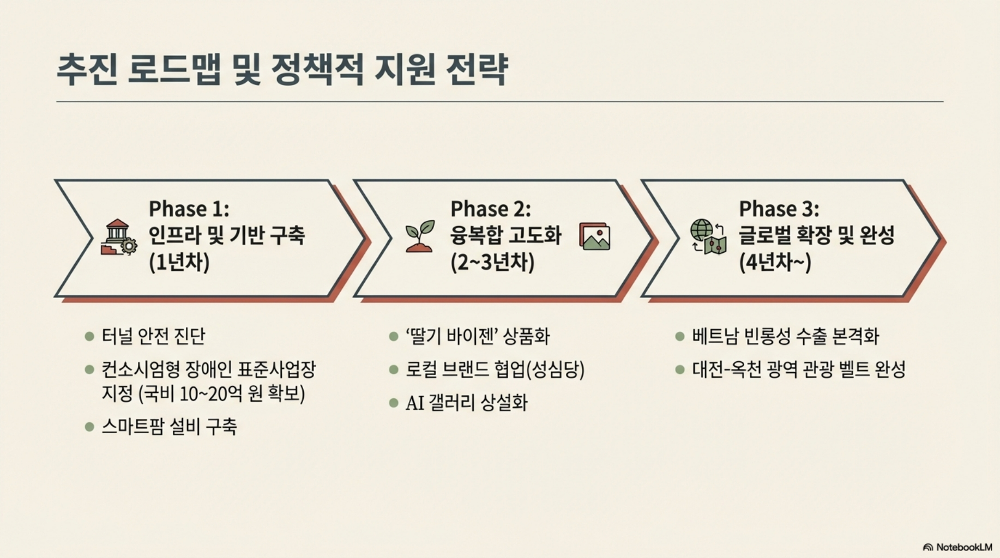 추진 로드맵 및 정책적 지원 전략
Phase 1:
인프라 및 기반 구축
(1년차)
터널 안전 진단
컨소시엄형 장애인 표준사업장
지정 (국비 10~20억 원 확보)
스마트팜 설비 구축
Phase 2:
융복합 고도화
(2~3년차)
‘딸기 바이젠’ 상품화
로컬 브랜드 협업(성심당)
AI 갤러리 상설화
Phase 3:
글로벌 확장 및 완성
(4년차~)
베트남 빈롱성 수출 본격화
대전-옥천 광역 관광 벨트 완성
NotebookLM